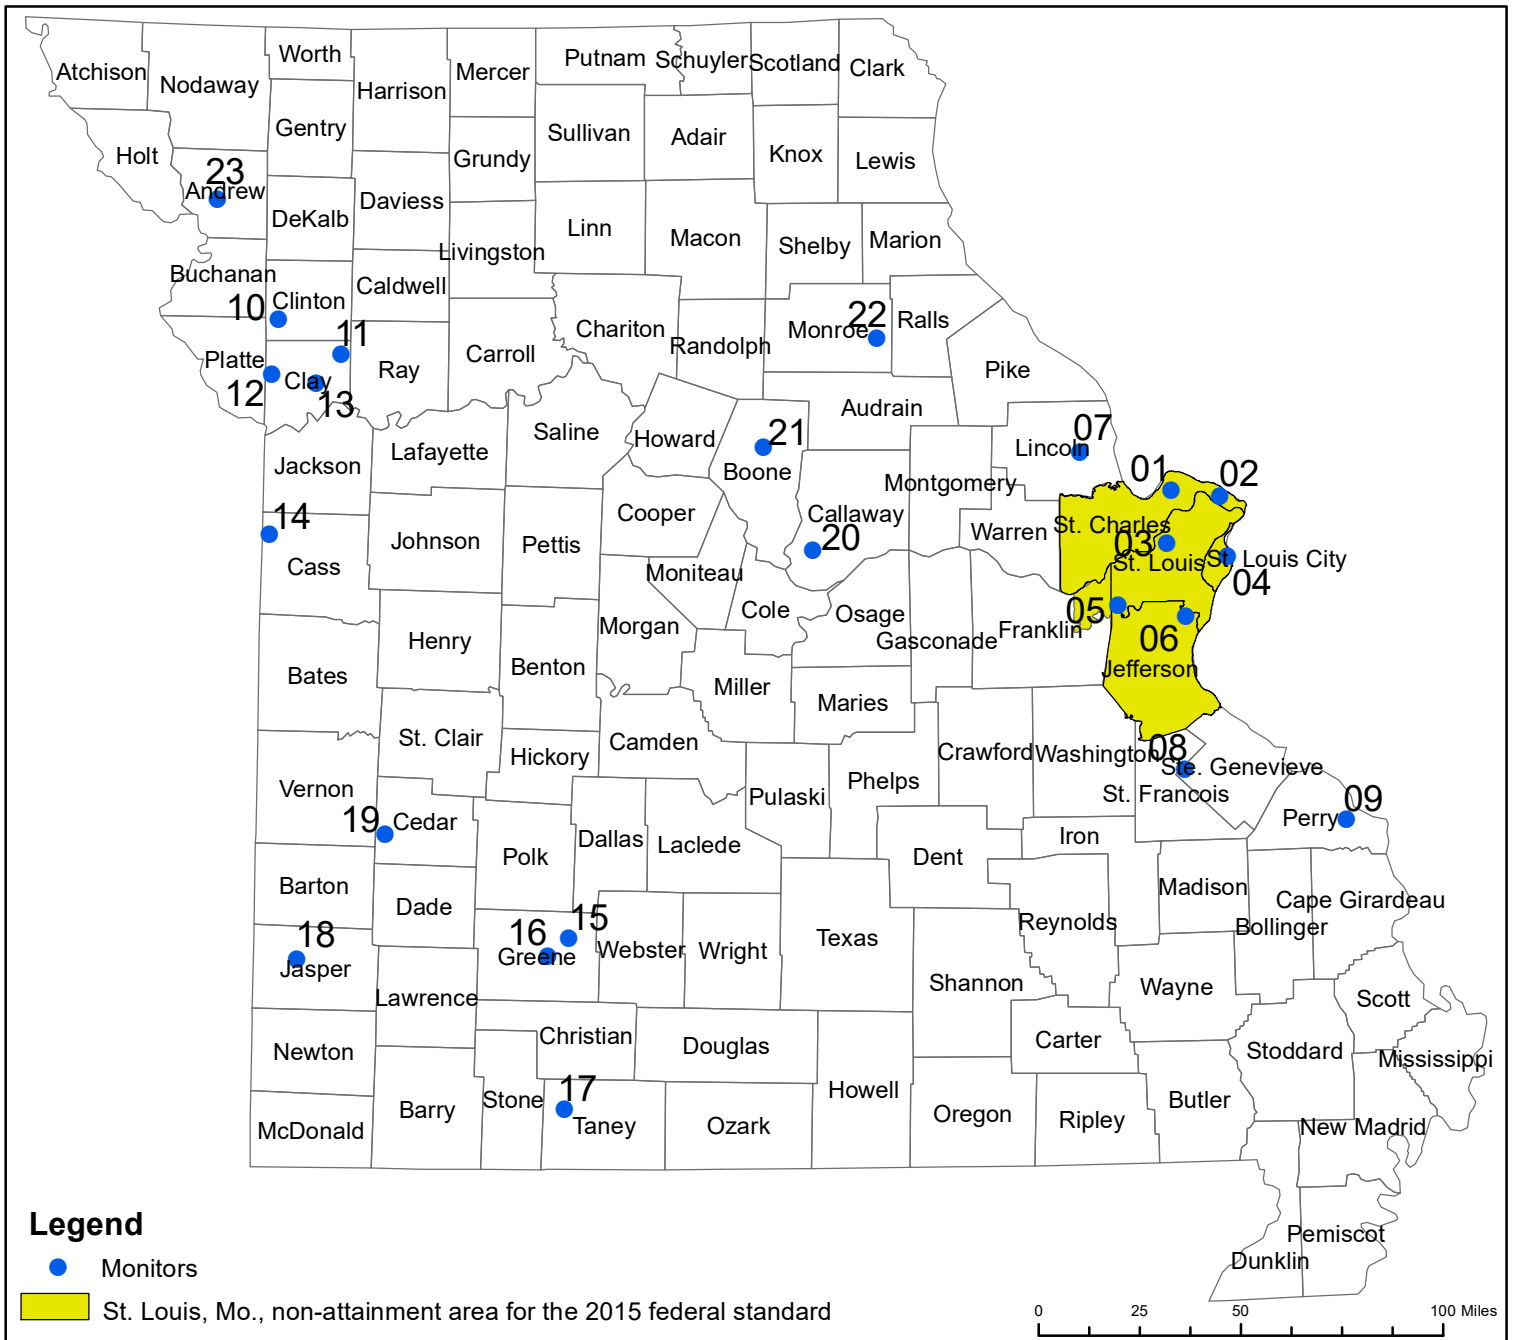 Worth
Putnam
Schuyler
Scotland
Clark
Atchison
Nodaway
Harrison
Mercer
Gentry
Sullivan
Adair
Knox
Lewis
Holt
Grundy
23
Andrew
DeKalb
Daviess
Linn
Macon
Shelby
Marion
Livingston
Buchanan
Clinton
Caldwell
10
11
Chariton
Randolph
22
Monroe
Ralls
Platte
Clay
Ray
Carroll
Pike
12
13
Audrain
Saline
Howard
21
Boone
07
Lincoln
Jackson
Lafayette
Montgomery
01
02
14
Cooper
Callaway
20
Warren
St. Charles
03
St. Louis
St. Louis City
04
Cass
Johnson
Pettis
Moniteau
Cole
Osage
05
Henry
Morgan
Gasconade
Franklin
06
Jefferson
Bates
Benton
Miller
Maries
St. Clair
Hickory
Camden
Crawford
Washington
08
Ste. Genevieve
Vernon
Pulaski
Phelps
St. Francois
09
Perry
19
Cedar
Polk
Dallas
Laclede
Dent
Iron
Barton
Dade
Madison
Cape Girardeau
Bollinger
18
Jasper
16
15
Greene
Webster
Wright
Texas
Reynolds
Lawrence
Shannon
Wayne
Scott
Newton
Christian
Douglas
Carter
Stoddard
Mississippi
Barry
Stone
17
Taney
Ozark
Howell
Oregon
Ripley
Butler
McDonald
New Madrid
Pemiscot
Dunklin
Legend
Monitors
St. Louis, Mo., non-attainment area for the 2015 federal standard
0 25 50 100 Miles